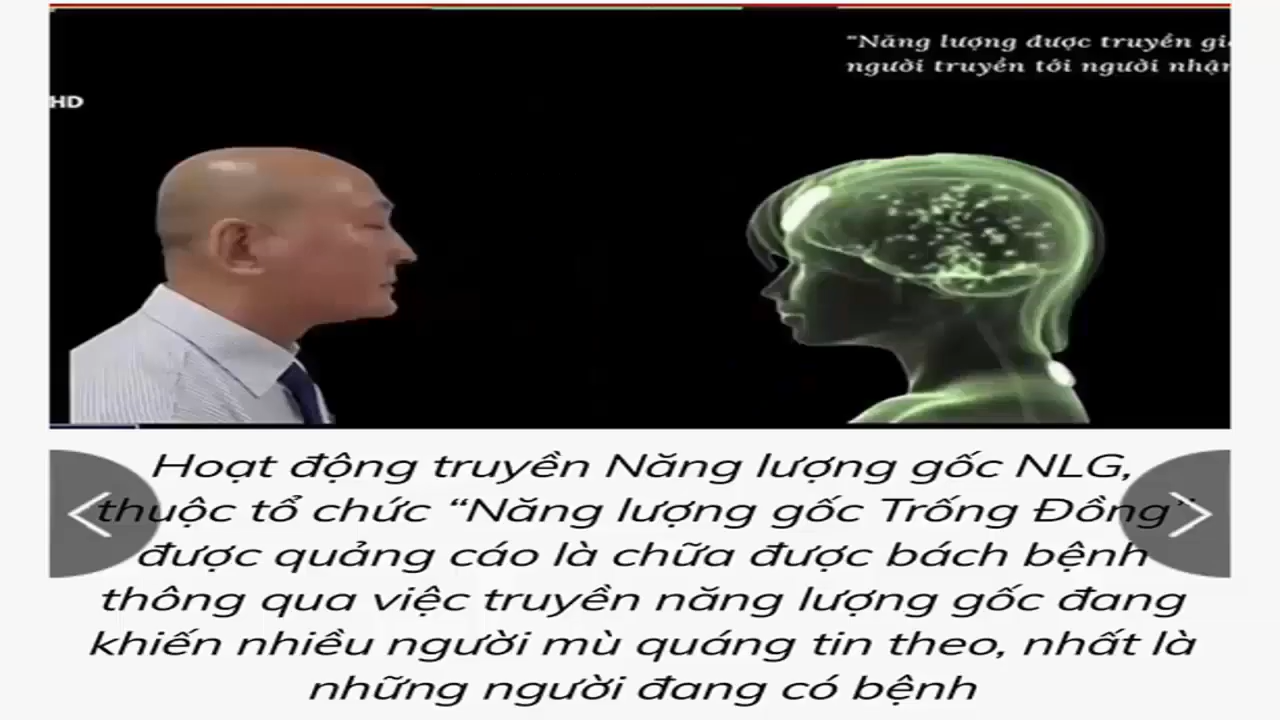 "Năng lượng được truyền
người truyền tới người nhận
HD
Hoạt động truyền Năng lượng gốc NLG,
thuộc tổ chức “Năng lượng gốc Trống Đồng”
được quảng cáo là chữa được bách bệnh
thông qua việc truyền năng lượng gốc đang
khiến nhiều người mù quáng tin theo, nhất là
những người đang có bệnh